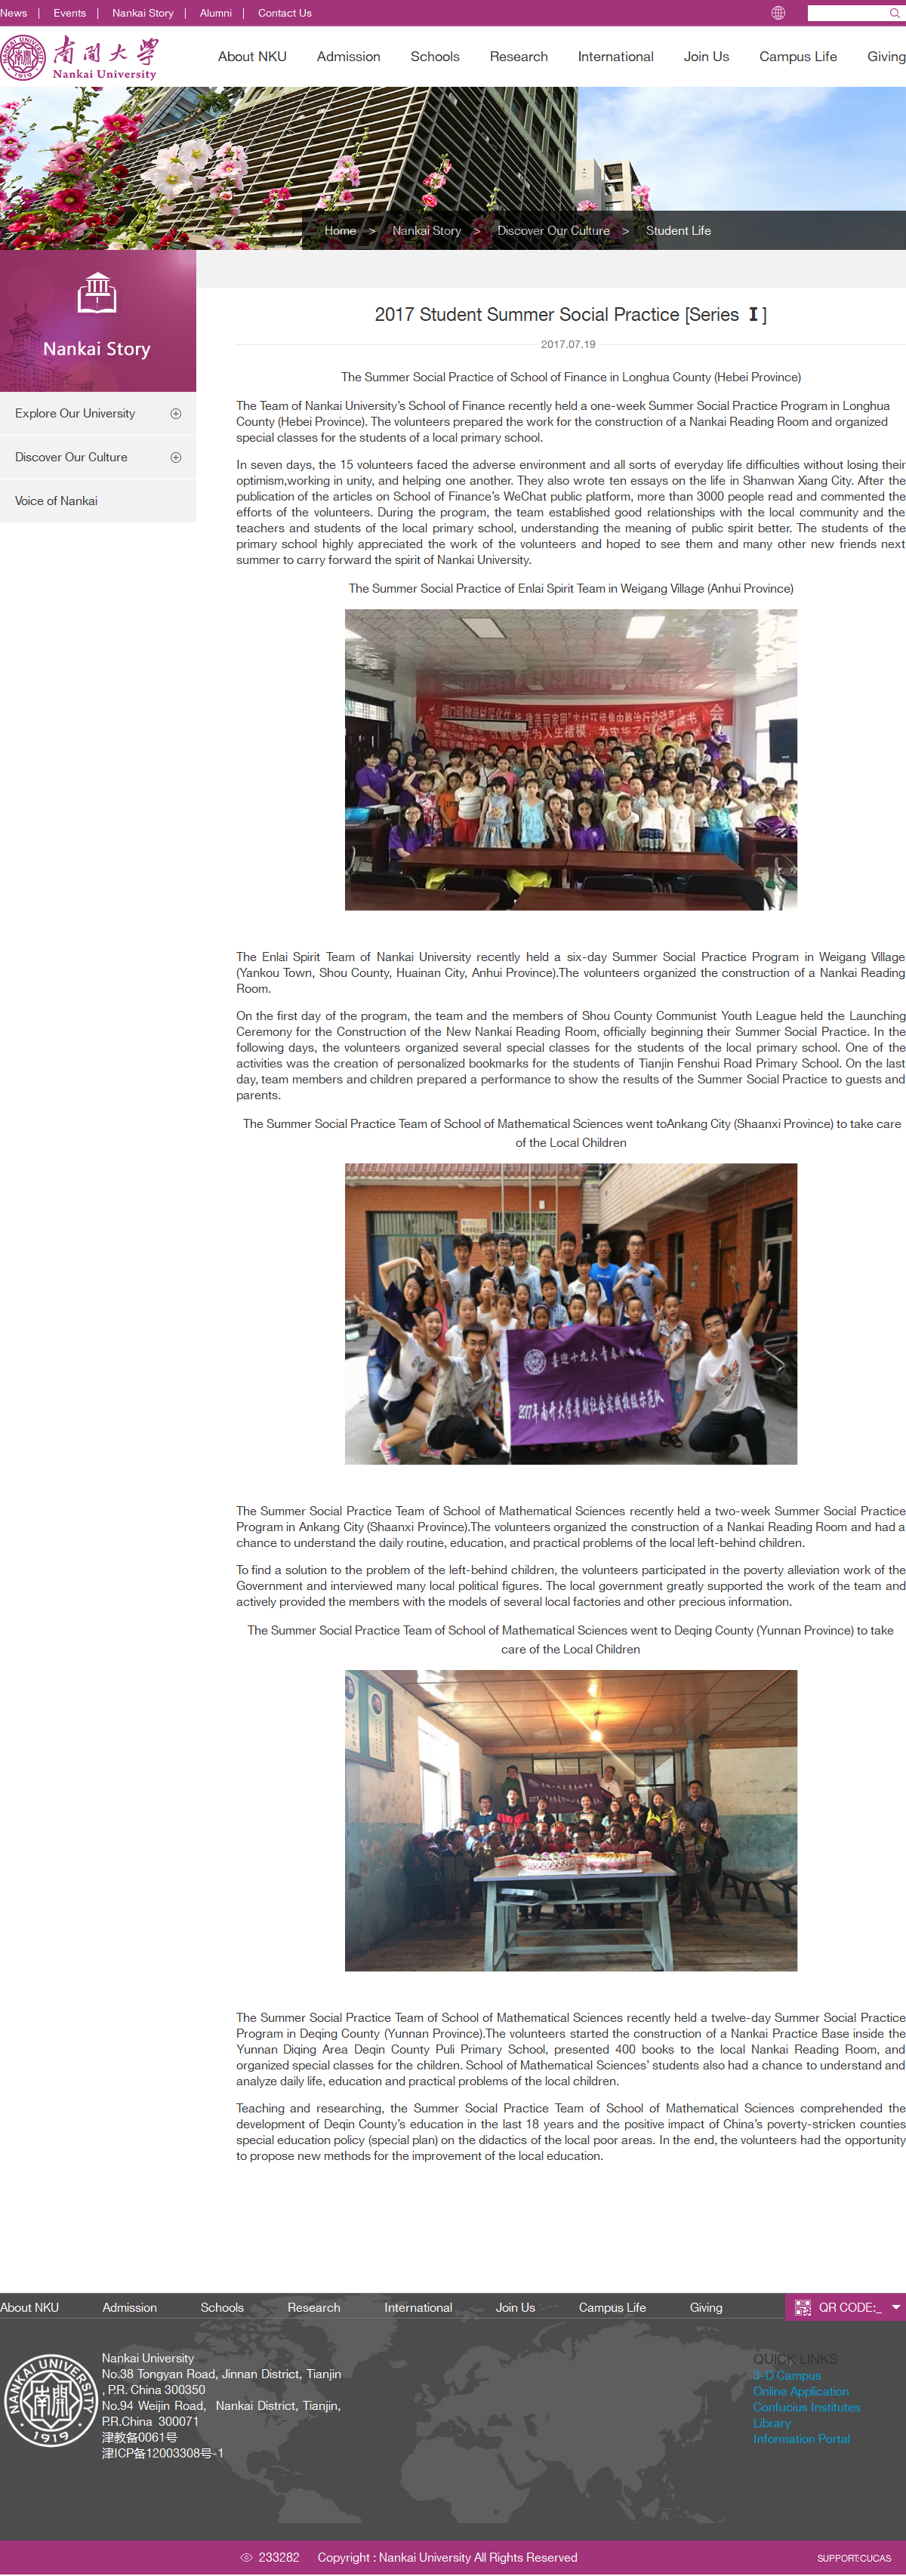 News | Events | Nankai Story | Alumni | Contact Us
NANKAI UNIVERSITY 1919
南開大學
Nankai University
About NKU Admission Schools Research International Join Us Campus Life Giving
Home > Nankai Story > Discover Our Culture > Student Life
Nankai Story
Explore Our University
Discover Our Culture
Voice of Nankai
2017 Student Summer Social Practice [Series Ⅰ]
2017.07.19
The Summer Social Practice of School of Finance in Longhua County (Hebei Province)
The Team of Nankai University's School of Finance recently held a one-week Summer Social Practice Program in Longhua
County (Hebei Province). The volunteers prepared the work for the construction of a Nankai Reading Room and organized
special classes for the students of a local primary school.
In seven days, the 15 volunteers faced the adverse environment and all sorts of everyday life difficulties without losing their
optimism,working in unity, and helping one another. They also wrote ten essays on the life in Shanwan Xiang City. After the
publication of the articles on School of Finance's WeChat public platform, more than 3000 people read and commented the
efforts of the volunteers. During the program, the team established good relationships with the local community and the
teachers and students of the local primary school, understanding the meaning of public spirit better. The students of the
primary school highly appreciated the work of the volunteers and hoped to see them and many other new friends next
summer to carry forward the spirit of Nankai University.
The Summer Social Practice of Enlai Spirit Team in Weigang Village (Anhui Province)
The Enlai Spirit Team of Nankai University recently held a six-day Summer Social Practice Program in Weigang Village
(Yankou Town, Shou County, Huainan City, Anhui Province).The volunteers organized the construction of a Nankai Reading
Room.
On the first day of the program, the team and the members of Shou County Communist Youth League held the Launching
Ceremony for the Construction of the New Nankai Reading Room, officially beginning their Summer Social Practice. In the
following days, the volunteers organized several special classes for the students of the local primary school. One of the
activities was the creation of personalized bookmarks for the students of Tianjin Fenshui Road Primary School. On the last
day, team members and children prepared a performance to show the results of the Summer Social Practice to guests and
parents.
The Summer Social Practice Team of School of Mathematical Sciences went toAnkang City (Shaanxi Province) to take care
of the Local Children
喜迎十九大青春
2017年南开大学暑期社会实践校级示范队
The Summer Social Practice Team of School of Mathematical Sciences recently held a two-week Summer Social Practice
Program in Ankang City (Shaanxi Province).The volunteers organized the construction of a Nankai Reading Room and had a
chance to understand the daily routine, education, and practical problems of the local left-behind children.
To find a solution to the problem of the left-behind children, the volunteers participated in the poverty alleviation work of the
Government and interviewed many local political figures. The local government greatly supported the work of the team and
actively provided the members with the models of several local factories and other precious information.
The Summer Social Practice Team of School of Mathematical Sciences went to Deqing County (Yunnan Province) to take
care of the Local Children
The Summer Social Practice Team of School of Mathematical Sciences recently held a twelve-day Summer Social Practice
Program in Deqing County (Yunnan Province).The volunteers started the construction of a Nankai Practice Base inside the
Yunnan Diqing Area Deqin County Puli Primary School, presented 400 books to the local Nankai Reading Room, and
organized special classes for the children. School of Mathematical Sciences' students also had a chance to understand and
analyze daily life, education and practical problems of the local children.
Teaching and researching, the Summer Social Practice Team of School of Mathematical Sciences comprehended the
development of Deqin County's education in the last 18 years and the positive impact of China's poverty-stricken counties
special education policy (special plan) on the didactics of the local poor areas. In the end, the volunteers had the opportunity
to propose new methods for the improvement of the local education.
About NKU Admission Schools Research International Join Us Campus Life Giving QR CODE:_
NANKAI UNIVERSITY 南開 1919
Nankai University
No.38 Tongyan Road, Jinnan District, Tianjin
, P.R. China 300350
No.94 Weijin Road, Nankai District, Tianjin,
P.R.China 300071
津教备0061号
津ICP备12003308号-1
QUICK LINKS
3-D Campus
Online Application
Confucius Institutes
Library
Information Portal
233282 Copyright : Nankai University All Rights Reserved SUPPORT:CUCAS